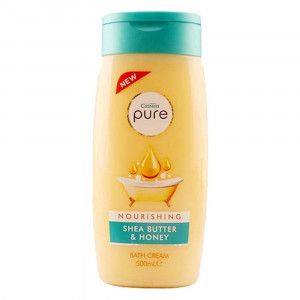 NEW
Cussons
pure
NOURISHING
SHEA BUTTER
& HONEY
BATH CREAM
500ml e